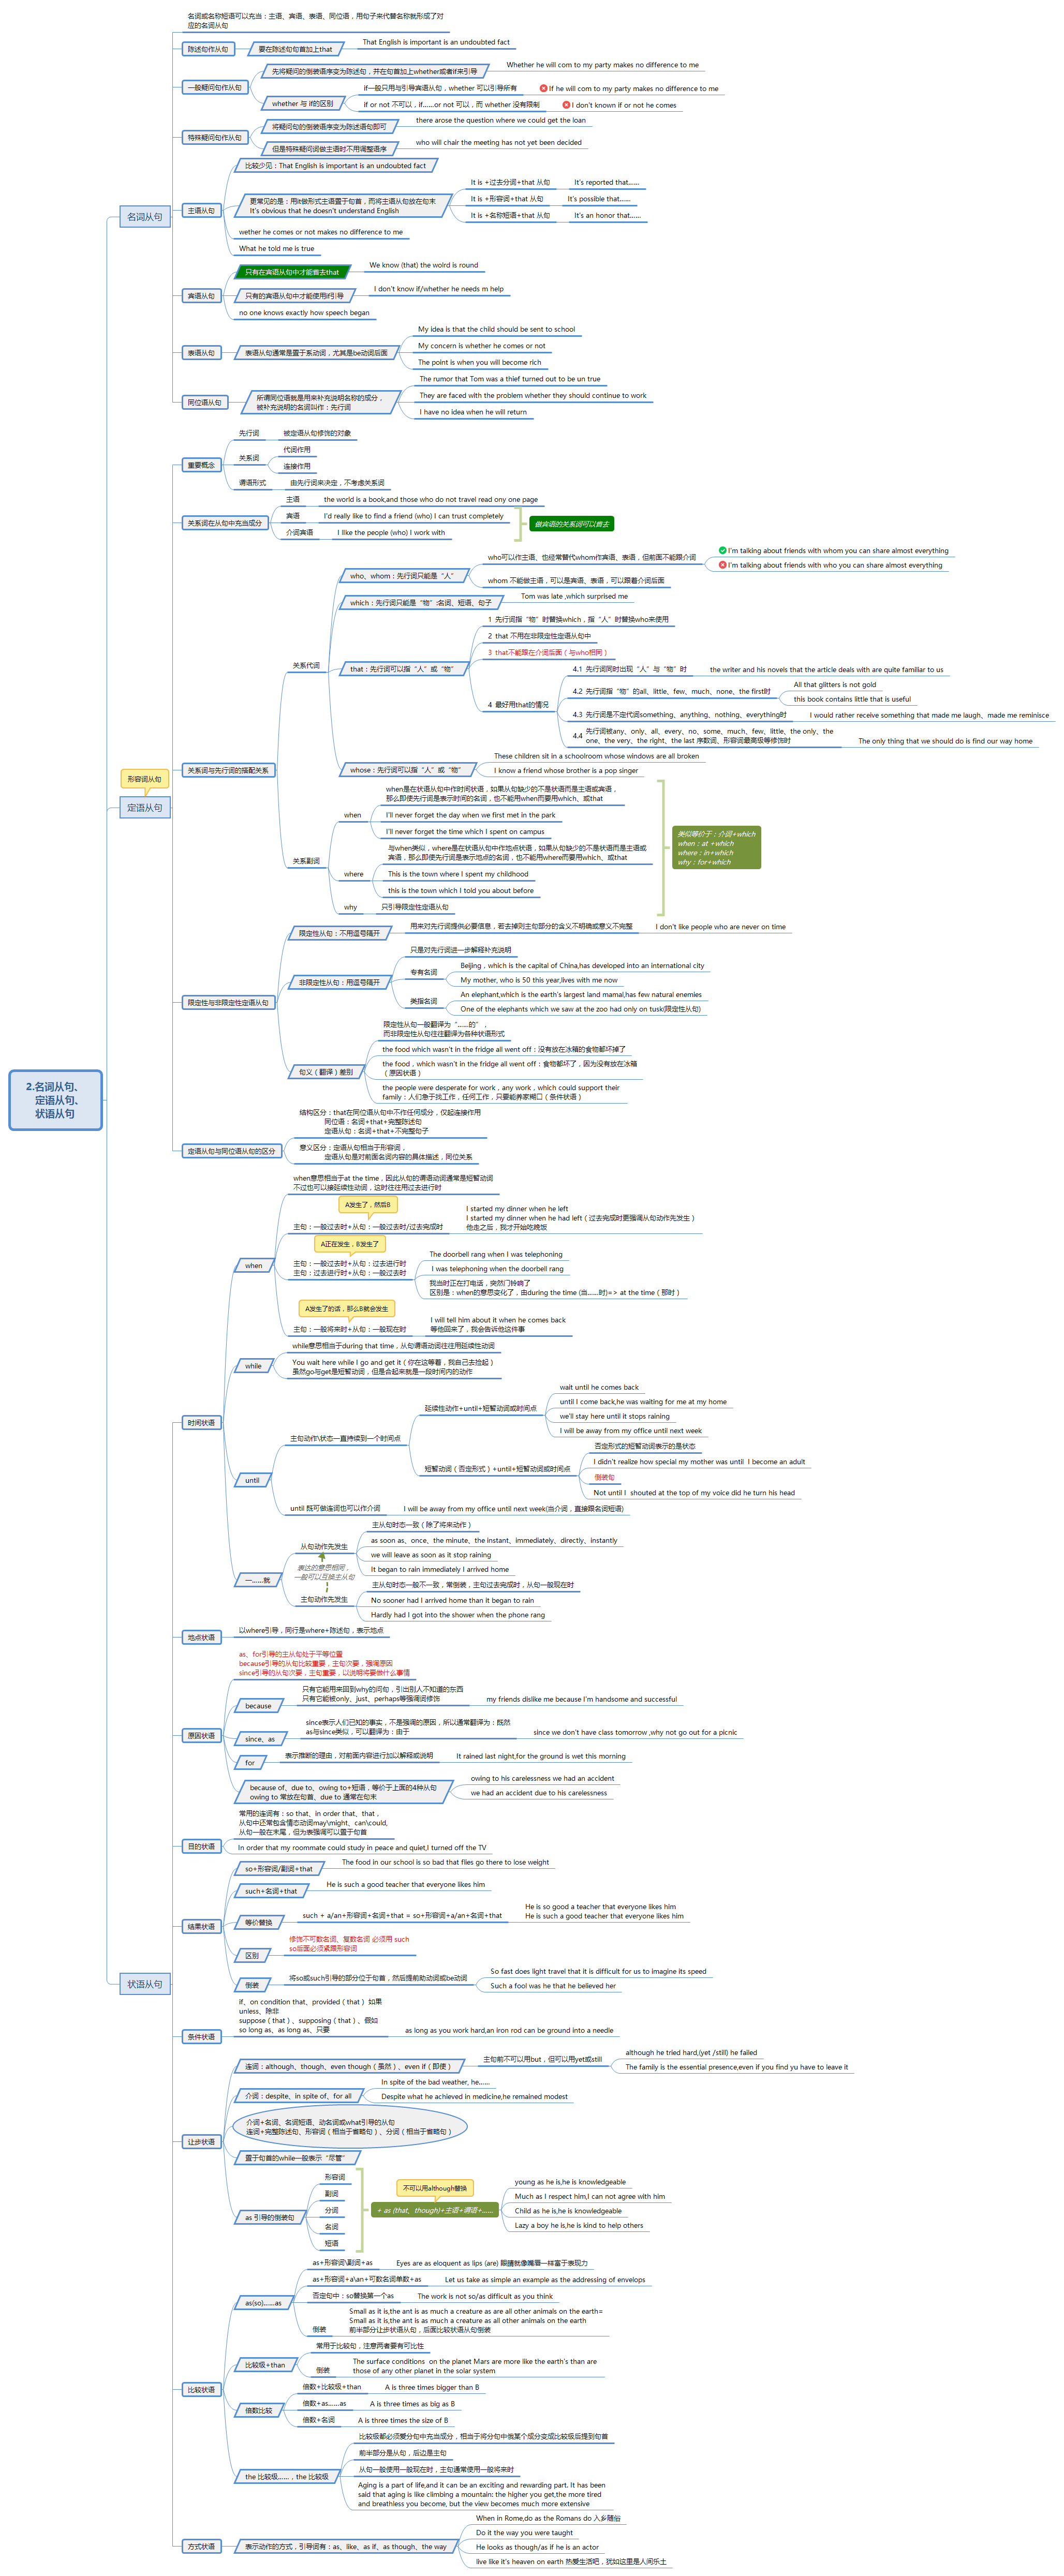 2.名词从句、
定语从句、
状语从句
名词从句
名词或名称短语可以充当：主语、宾语、表语、同位语，用句子来代替名称就形成了对
应的名词从句
陈述句作从句
要在陈述句句首加上that
That English is important is an undoubted fact
一般疑问句作从句
先将疑问的倒装语序变为陈述句，并在句首加上whether或者if来引导
Whether he will com to my party makes no difference to me
whether 与 if的区别
if一般只用与引导宾语从句，whether 可以引导所有
If he will com to my party makes no difference to me
if or not 不可以，if……or not 可以，而 whether 没有限制
I don't known if or not he comes
特殊疑问句作从句
将疑问句的倒装语序变为陈述语句即可
there arose the question where we could get the loan
但是特殊疑问词做主语时不用调整语序
who will chair the meeting has not yet been decided
主语从句
比较少见：That English is important is an undoubted fact
更常见的是：用it做形式主语置于句首，而将主语从句放在句末
It's obvious that he doesn't understand English
It is +过去分词+that 从句
It's reported that……
It is +形容词+that 从句
It's possible that……
It is +名称短语+that 从句
It's an honor that……
wether he comes or not makes no difference to me
What he told me is true
宾语从句
只有在宾语从句中才能省去that
We know (that) the wolrd is round
只有的宾语从句中才能使用if引导
I don't know if/whether he needs m help
no one knows exactly how speech began
表语从句
表语从句通常是置于系动词，尤其是be动词后面
My idea is that the child should be sent to school
My concern is whether he comes or not
The point is when you will become rich
同位语从句
所谓同位语就是用来补充说明名称的成分，
被补充说明的名词叫作：先行词
The rumor that Tom was a thief turned out to be un true
They are faced with the problem whether they should continue to work
I have no idea when he will return
形容词从句
定语从句
重要概念
先行词
被定语从句修饰的对象
关系词
代词作用
连接作用
谓语形式
由先行词来决定，不考虑关系词
关系词在从句中充当成分
主语
the world is a book,and those who do not travel read ony one page
宾语
I'd really like to find a friend (who) I can trust completely
介词宾语
I like the people (who) I work with
做宾语的关系词可以省去
关系词与先行词的搭配关系
关系代词
who、whom：先行词只能是“人”
who可以作主语、也经常替代whom作宾语、表语，但前面不能跟介词
I'm talking about friends with whom you can share almost everything
I'm talking about friends with who you can share almost everything
whom 不能做主语，可以是宾语、表语，可以跟着介词后面
which：先行词只能是“物”:名词、短语、句子
Tom was late ,which surprised me
that：先行词可以指“人”或“物”
1 先行词指“物”时替换which，指“人”时替换who来使用
2 that 不用在非限定性定语从句中
3 that不能跟在介词后面（与who相同）
4 最好用that的情况
4.1 先行词同时出现“人”与“物”时
the writer and his novels that the article deals with are quite familiar to us
4.2 先行词指“物”的all、little、few、much、none、the first时
All that glitters is not gold
this book contains little that is useful
4.3 先行词是不定代词something、anything、nothing、everything时
I would rather receive something that made me laugh、made me reminisce
4.4 先行词被any、only、all、every、no、some、much、few、little、the only、the
one、the very、the right、the last 序数词、形容词最高极等修饰时
The only thing that we should do is find our way home
whose：先行词可以指“人”或“物”
These children sit in a schoolroom whose windows are all broken
I know a friend whose brother is a pop singer
关系副词
when
when是在状语从句中作时间状语，如果从句缺少的不是状语而是主语或宾语，
那么即使先行词是表示时间的名词，也不能用when而要用which、或that
I'll never forget the day when we first met in the park
I'll never forget the time which I spent on campus
where
与when类似，where是在状语从句中作地点状语，如果从句缺少的不是状语而是主语或
宾语，那么即使先行词是表示地点的名词，也不能用where而要用which、或that
This is the town where I spent my childhood
this is the town which I told you about before
why
只引导限定性定语从句
类似等价于：介词+which
when：at +which
where：in+which
why：for+which
限定性与非限定性定语从句
限定性从句：不用逗号隔开
用来对先行词提供必要信息，若去掉则主句部分的含义不明确或意义不完整
I don't like people who are never on time
非限定性从句：用逗号隔开
只是对先行词进一步解释补充说明
专有名词
Beijing，which is the capital of China,has developed into an international city
My mother, who is 50 this year,lives with me now
类指名词
An elephant,which is the earth's largest land mamal,has few natural enemies
One of the elephants which we saw at the zoo had only on tusk(限定性从句)
句义（翻译）差别
限定性从句一般翻译为“……的”，
而非限定性从句往往翻译为各种状语形式
the food which wasn't in the fridge all went off：没有放在冰箱的食物都坏掉了
the food，which wasn't in the fridge all went off：食物都坏了，因为没有放在冰箱
（原因状语）
the people were desperate for work，any work，which could support their
family：人们急于找工作，任何工作，只要能养家糊口（条件状语）
定语从句与同位语从句的区分
结构区分：that在同位语从句中不作任何成分，仅起连接作用
同位语：名词+that+完整陈述句
定语从句：名词+that+不完整句子
意义区分：定语从句相当于形容词，
定语从句是对前面名词内容的具体描述，同位关系
状语从句
时间状语
when
when意思相当于at the time，因此从句的谓语动词通常是短暂动词
不过也可以接延续性动词，这时往往用过去进行时
A发生了，然后B
主句：一般过去时+从句：一般过去时/过去完成时
I started my dinner when he left
I started my dinner when he had left（过去完成时更强调从句动作先发生）
他走之后，我才开始吃晚饭
A正在发生，B发生了
主句：一般过去时+从句：过去进行时
主句：过去进行时+从句：一般过去时
The doorbell rang when I was telephoning
I was telephoning when the doorbell rang
我当时正在打电话，突然门铃响了
区别是：when的意思变化了，由during the time (当……时)=> at the time（那时）
A发生了的话，那么B就会发生
主句：一般将来时+从句：一般现在时
I will tell him about it when he comes back
等他回来了，我会告诉他这件事
while
while意思相当于during that time，从句谓语动词往往用延续性动词
You wait here while I go and get it（你在这等着，我自己去捡起）
虽然go与get是短暂动词，但是合起来就是一段时间内的动作
until
主句动作\状态一直持续到一个时间点
延续性动作+until+短暂动词或时间点
wait until he comes back
until I come back,he was waiting for me at my home
we'll stay here until it stops raining
I will be away from my office until next week
短暂动词（否定形式）+until+短暂动词或时间点
否定形式的短暂动词表示的是状态
I didn't realize how special my mother was until I become an adult
倒装句
Not until I shouted at the top of my voice did he turn his head
until 既可做连词也可以作介词
I will be away from my office until next week(当介词，直接跟名词短语)
一……就
从句动作先发生
主从句时态一致（除了将来动作）
as soon as、once、the minute、the instant、immediately、directly、instantly
we will leave as soon as it stop raining
It began to rain immediately I arrived home
表达的意思相同，
一般可以互换主从句
主句动作先发生
主从句时态一般不一致，常倒装，主句过去完成时，从句一般现在时
No sooner had I arrived home than it began to rain
Hardly had I got into the shower when the phone rang
地点状语
以where引导，同行是where+陈述句，表示地点
原因状语
as、for引导的主从句处于平等位置
because引导的从句比较重要，主句次要，强调原因
since引导的从句次要，主句重要，以说明将要做什么事情
because
只有它能用来回到why的问句，引出别人不知道的东西
只有它能被only、just、perhaps等强调词修饰
my friends dislike me because I'm handsome and successful
since、as
since表示人们已知的事实，不是强调的原因，所以通常翻译为：既然
as与since类似，可以翻译为：由于
since we don't have class tomorrow ,why not go out for a picnic
for
表示推断的理由，对前面内容进行加以解释或说明
It rained last night,for the ground is wet this morning
because of、due to、owing to+短语，等价于上面的4种从句
owing to 常放在句首、due to 通常在句末
owing to his carelessness we had an accident
we had an accident due to his carelessness
目的状语
常用的连词有：so that、in order that、that，
从句中还常包含情态动词may\might、can\could,
从句一般在末尾，但为表强调可以置于句首
In order that my roommate could study in peace and quiet,I turned off the TV
结果状语
so+形容词/副词+that
The food in our school is so bad that flies go there to lose weight
such+名词+that
He is such a good teacher that everyone likes him
等价替换
such + a/an+形容词+名词+that = so+形容词+a/an+名词+that
He is so good a teacher that everyone likes him
He is such a good teacher that everyone likes him
区别
修饰不可数名词、复数名词 必须用 such
so后面必须紧跟形容词
倒装
将so或such引导的部分位于句首，然后提前助动词或be动词
So fast does light travel that it is difficult for us to imagine its speed
Such a fool was he that he believed her
条件状语
if、on condition that、provided（that）如果
unless、除非
suppose（that）、supposing（that）、假如
so long as、as long as、只要
as long as you work hard,an iron rod can be ground into a needle
让步状语
连词：although、though、even though（虽然）、even if（即使）
主句前不可以用but，但可以用yet或still
although he tried hard,(yet /still) he failed
The family is the essential presence,even if you find yu have to leave it
介词：despite、in spite of、for all
In spite of the bad weather, he……
Despite what he achieved in medicine,he remained modest
介词+名词、名词短语、动名词或what引导的从句
连词+完整陈述句、形容词（相当于省略句）、分词（相当于省略句）
置于句首的while一般表示“尽管”
as 引导的倒装句
形容词
副词
分词
名词
短语
不可以用although替换
+ as (that、though)+主语+谓语+……
young as he is,he is knowledgeable
Much as I respect him,I can not agree with him
Child as he is,he is knowledgeable
Lazy a boy he is,he is kind to help others
比较状语
as(so)……as
as+形容词\副词+as
Eyes are as eloquent as lips (are) 眼睛就像嘴唇一样富于表现力
as+形容词+a\an+可数名词单数+as
Let us take as simple an example as the addressing of envelops
否定句中：so替换第一个as
The work is not so/as difficult as you think
倒装
Small as it is,the ant is as much a creature as are all other animals on the earth=
Small as it is,the ant is as much a creature as all other animals on the earth
前半部分让步状语从句，后面比较状语从句倒装
比较级+than
常用于比较句，注意两者要有可比性
倒装
The surface conditions on the planet Mars are more like the earth's than are
those of any other planet in the solar system
倍数比较
倍数+比较级+than
A is three times bigger than B
倍数+as……as
A is three times as big as B
倍数+名词
A is three times the size of B
the 比较级……，the 比较级
比较级都必须爱分句中充当成分，相当于将分句中俄某个成分变成比较级后提到句首
前半部分是从句，后边是主句
从句一般使用一般现在时，主句通常使用一般将来时
Aging is a part of life,and it can be an exciting and rewarding part. It has been
said that aging is like climbing a mountain: the higher you get,the more tired
and breathless you become, but the view becomes much more extensive
方式状语
表示动作的方式，引导词有：as、like、as if、as though、the way
When in Rome,do as the Romans do 入乡随俗
Do it the way you were taught
He looks as though/as if he is an actor
live like it's heaven on earth 热爱生活吧，犹如这里是人间乐土